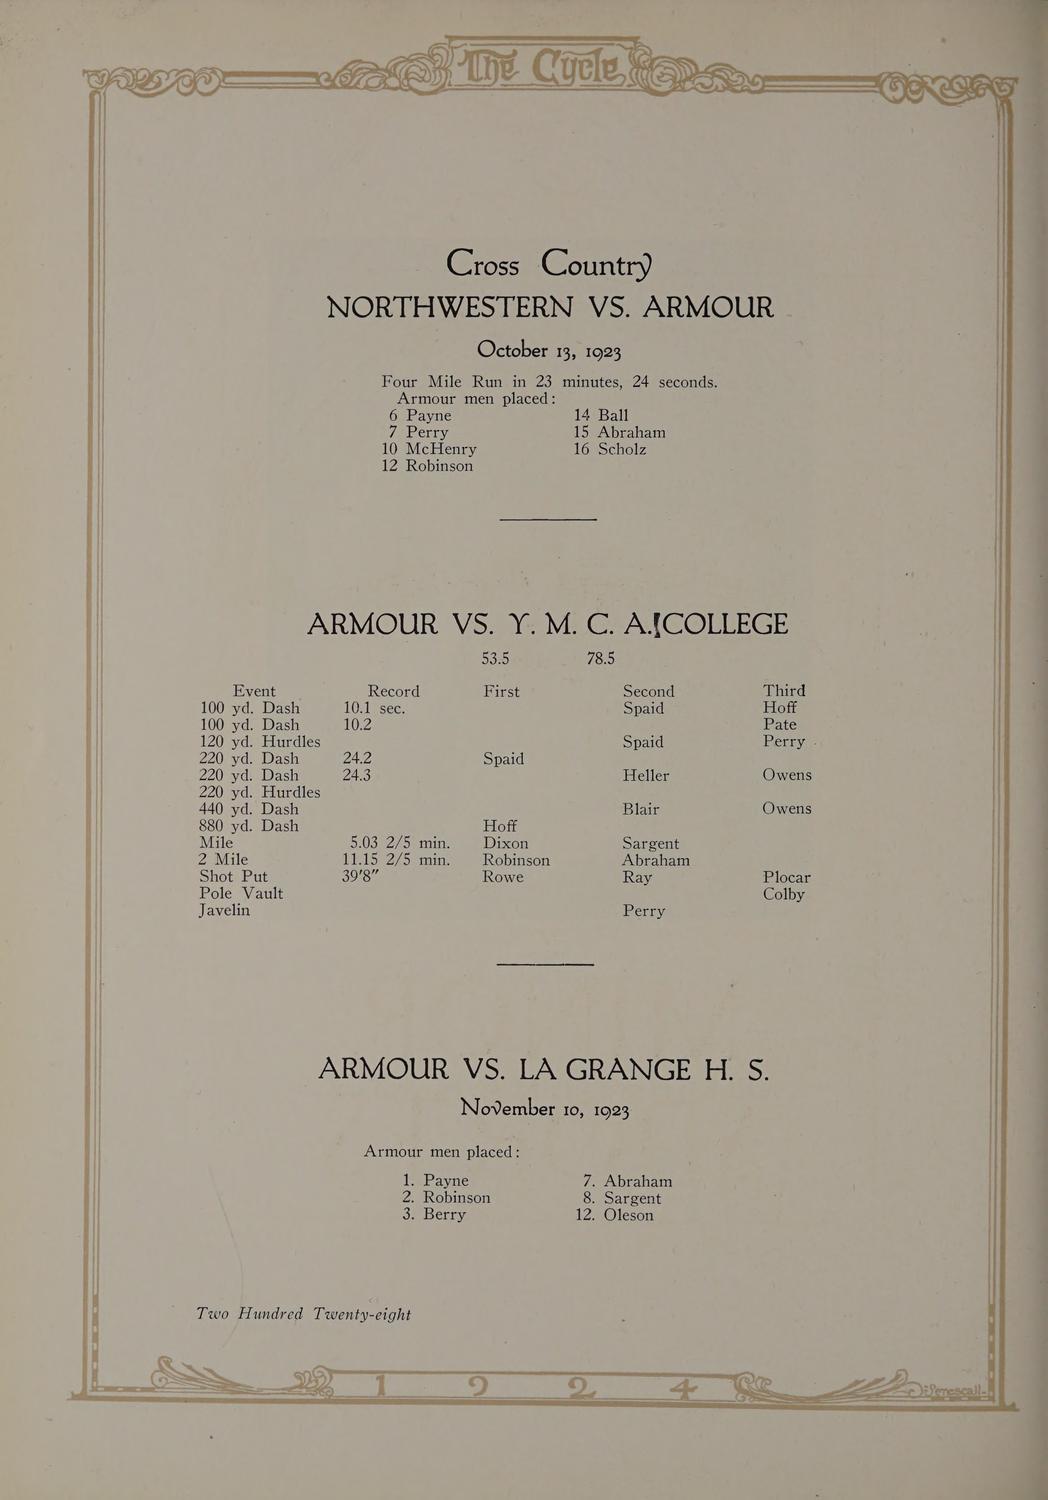 The Cycle
Cross Country
NORTHWESTERN VS. ARMOUR
October 13, 1923
Four Mile Run in 23 minutes, 24 seconds.
Armour men placed:
6 Payne 14 Ball
7 Perry 15 Abraham
10 McHenry 16 Scholz
12 Robinson
ARMOUR VS. Y. M. C. A.[COLLEGE
53.5 78.5
Event Record First Second Third
100 yd. Dash 10.1 sec. Spaid Hoff
100 yd. Dash 10.2 Pate
120 yd. Hurdles Spaid Perry
220 yd. Dash 24.2 Spaid
220 yd. Dash 24.3 Heller Owens
220 yd. Hurdles
440 yd. Dash Blair Owens
880 yd. Dash Hoff
Mile 5.03 2/5 min. Dixon Sargent
2 Mile 11.15 2/5 min. Robinson Abraham
Shot Put 39'8" Rowe Ray Plocar
Pole Vault Colby
Javelin Perry
ARMOUR VS. LA GRANGE H. S.
November 10, 1923
Armour men placed:
1. Payne 7. Abraham
2. Robinson 8. Sargent
3. Berry 12. Oleson
Two Hundred Twenty-eight
1924